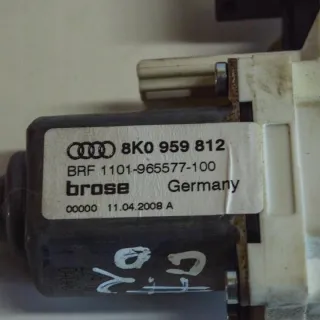 8K0 959 812
BRF 1101-965577-100
brose Germany
00000 11.04.2008 A